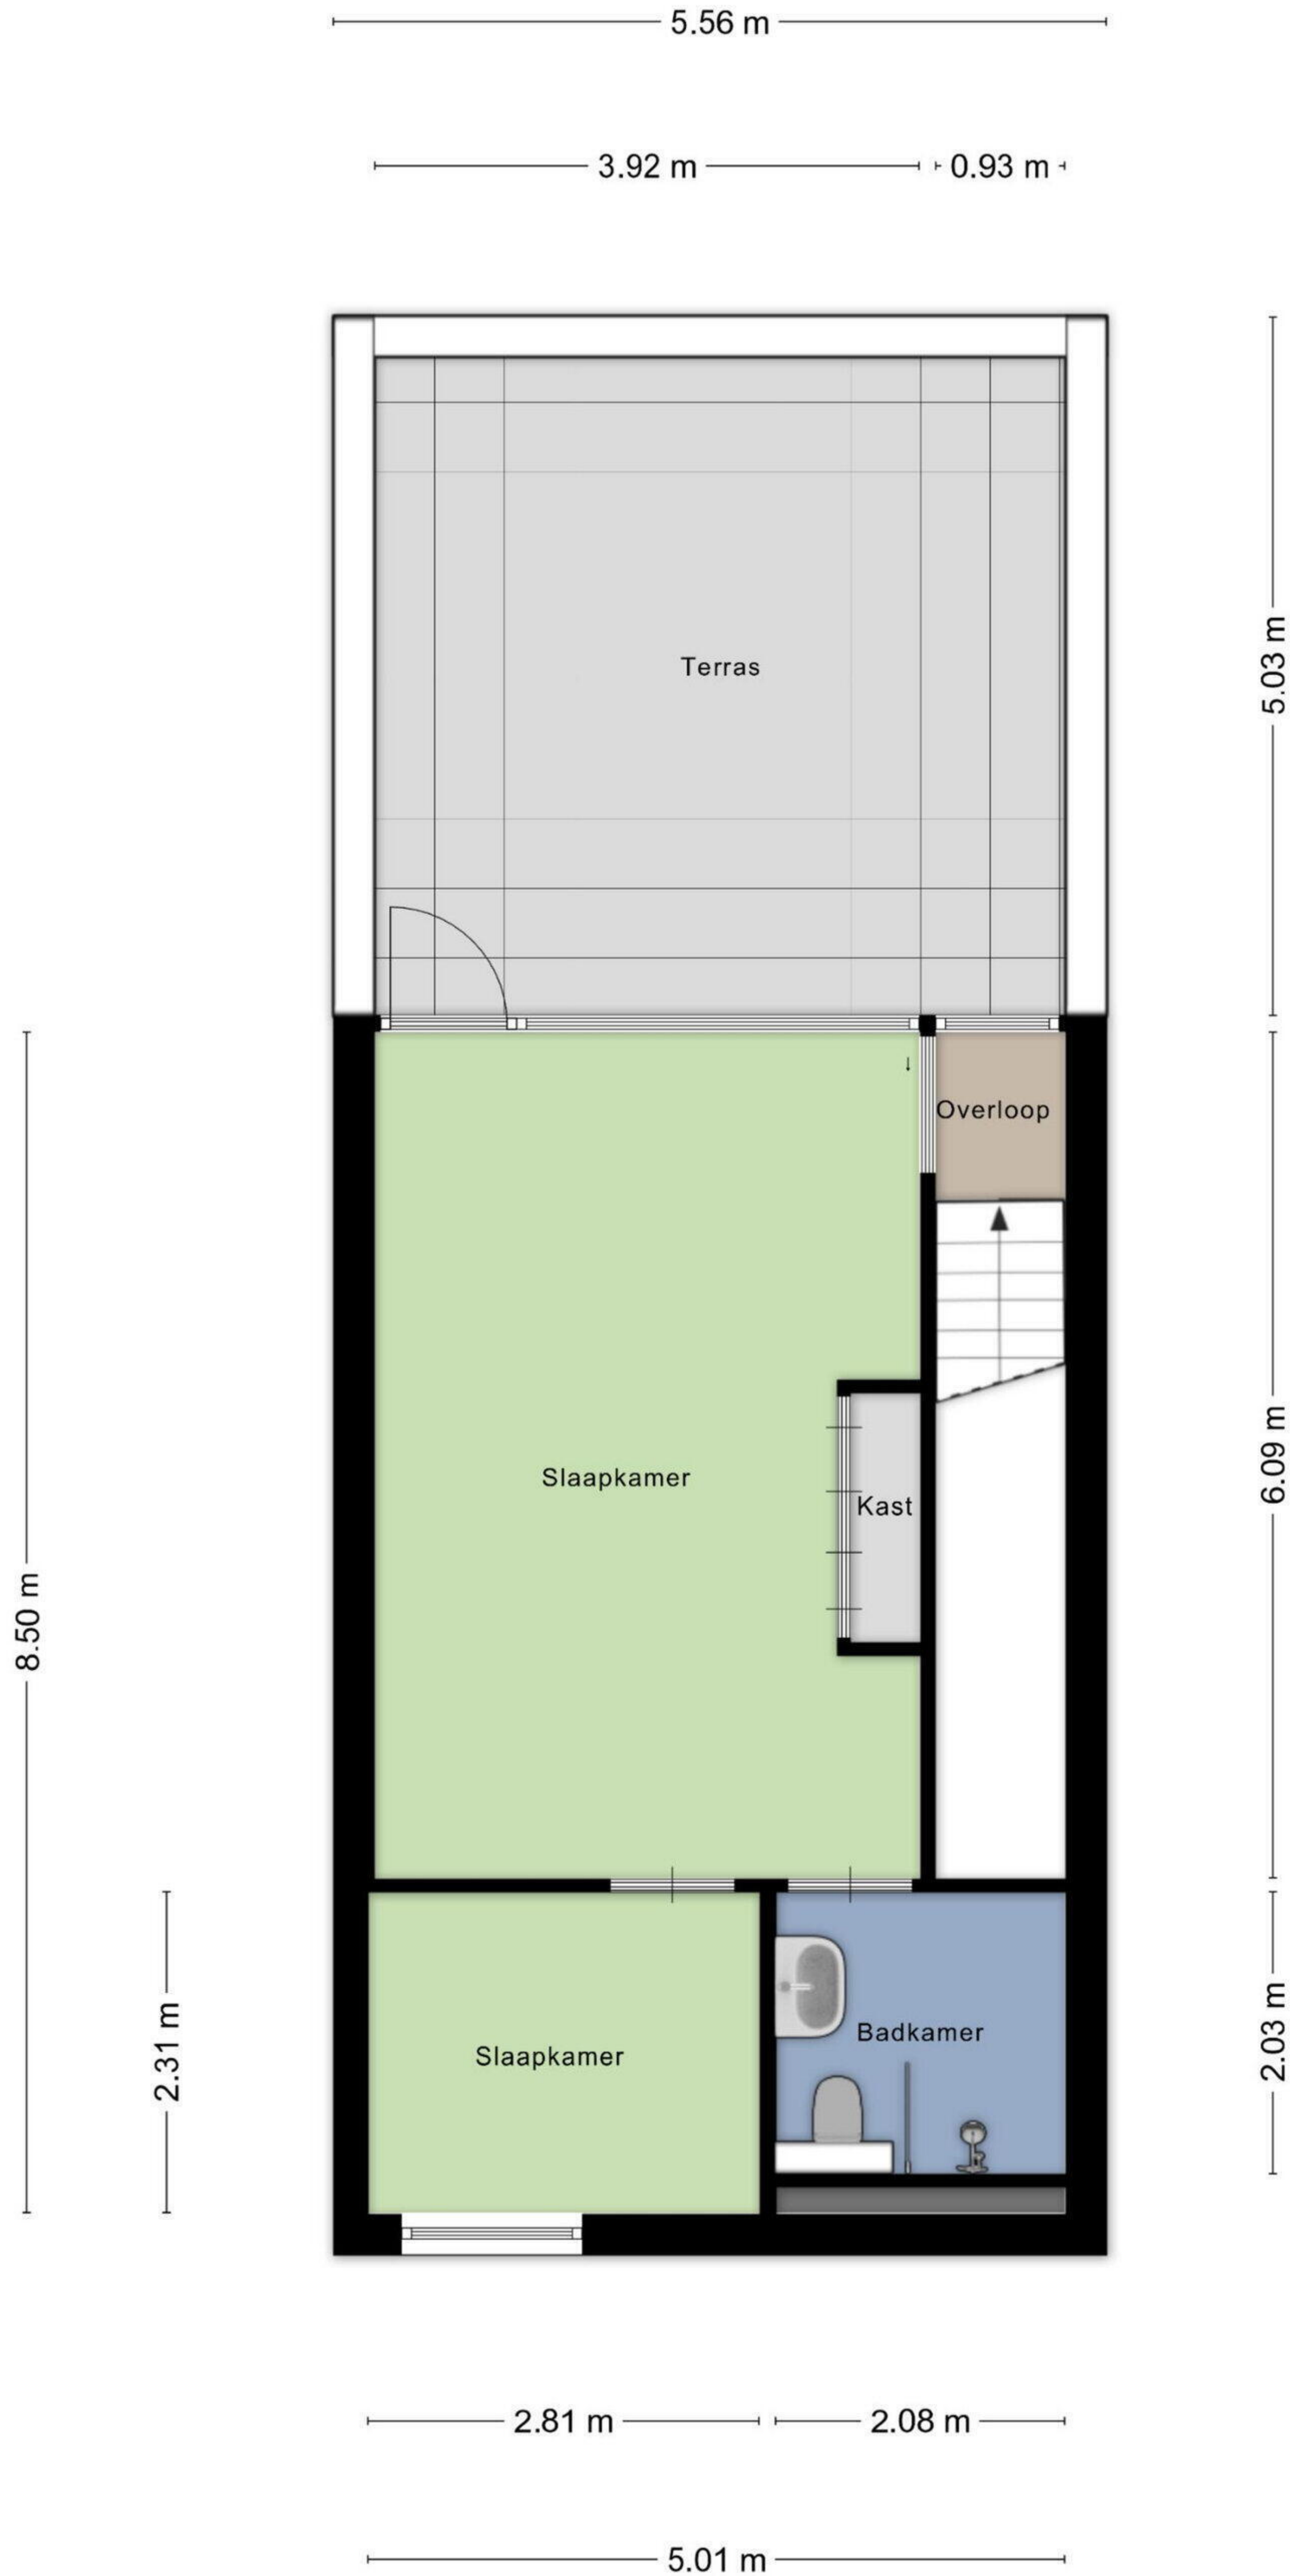 5.56 m
3.92 m
0.93 m
Terras
5.03 m
Overloop
Slaapkamer
Kast
6.09 m
8.50 m
Slaapkamer
Badkamer
2.31 m
2.03 m
2.81 m
2.08 m
5.01 m